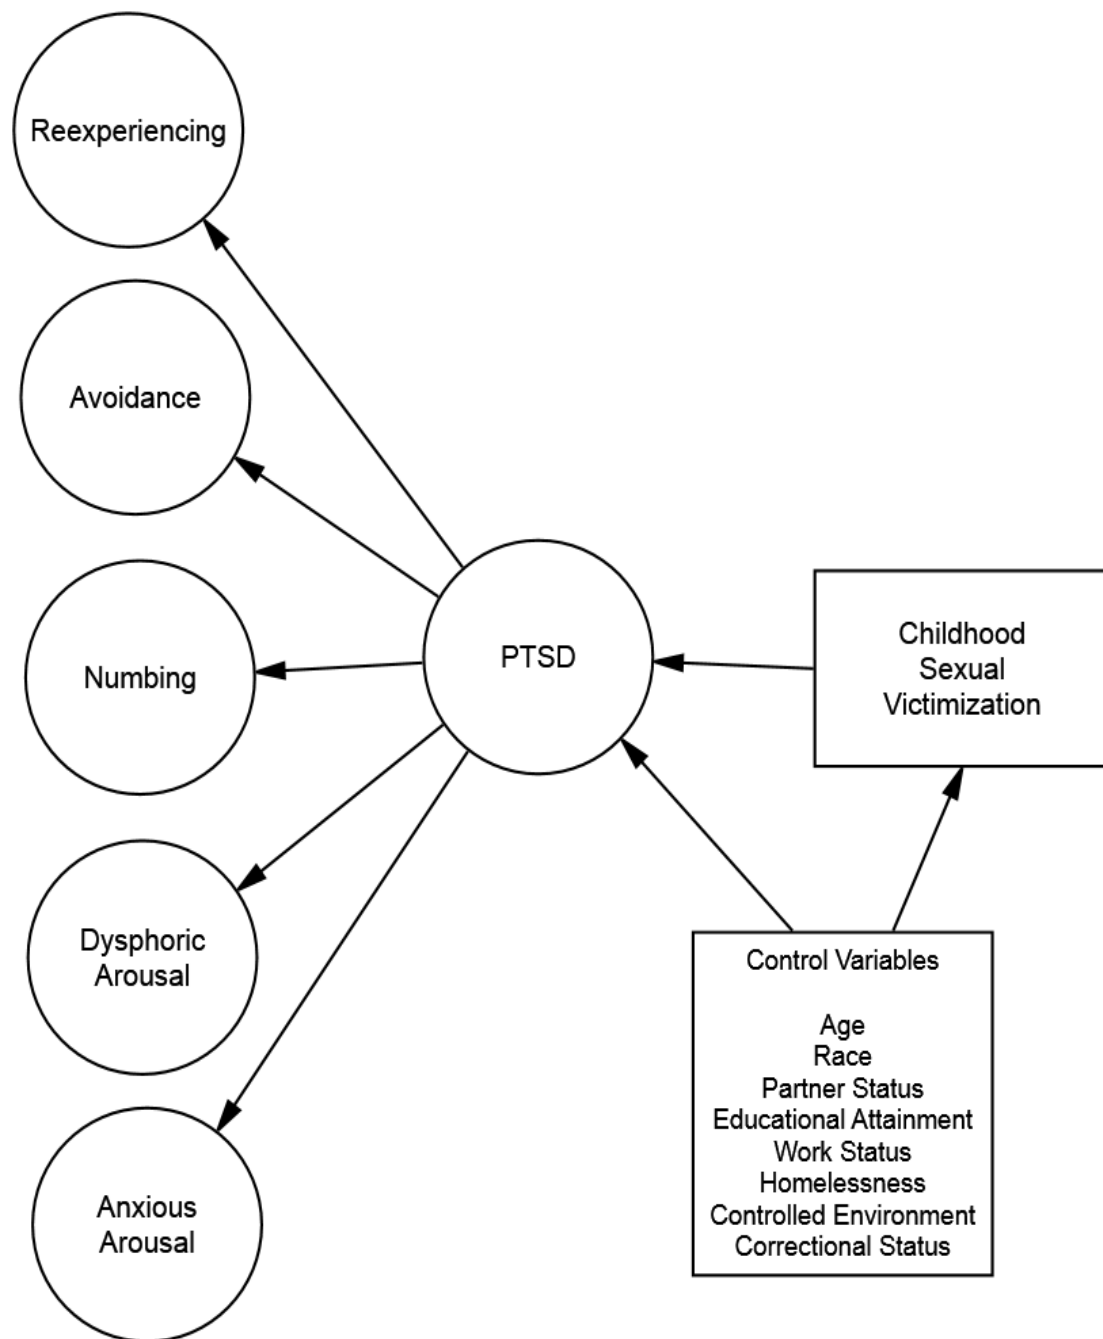 Reexperiencing
Avoidance
Numbing
Dysphoric
Arousal
Anxious
Arousal
PTSD
Childhood
Sexual
Victimization
Control Variables
Age
Race
Partner Status
Educational Attainment
Work Status
Homelessness
Controlled Environment
Correctional Status